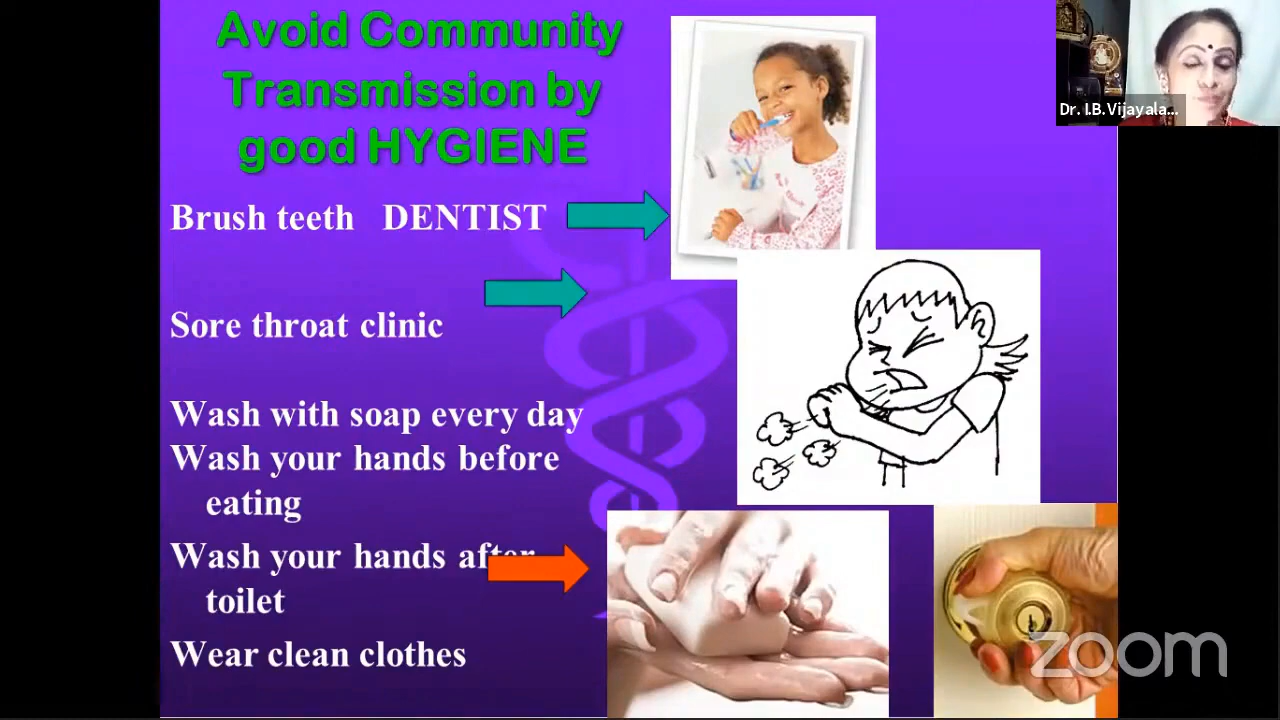 Avoid Community
Transmission by
good HYGIENE
Dr. I.B.Vijayala...
Brush teeth DENTIST
Sore throat clinic
Wash with soap every day
Wash your hands before
eating
Wash your hands after
toilet
Wear clean clothes
zoom